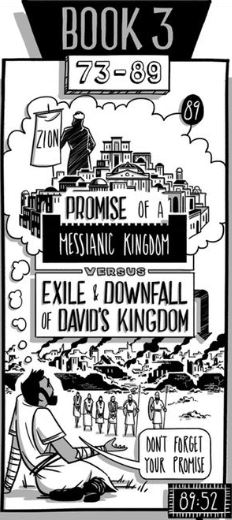 BOOK 3
73-89
89
ZION
PROMISE OF A
MESSIANIC KINGDOM
VERSUS
EXILE & DOWNFALL
OF DAVID'S KINGDOM
DON'T FORGET
YOUR PROMISE
89:52